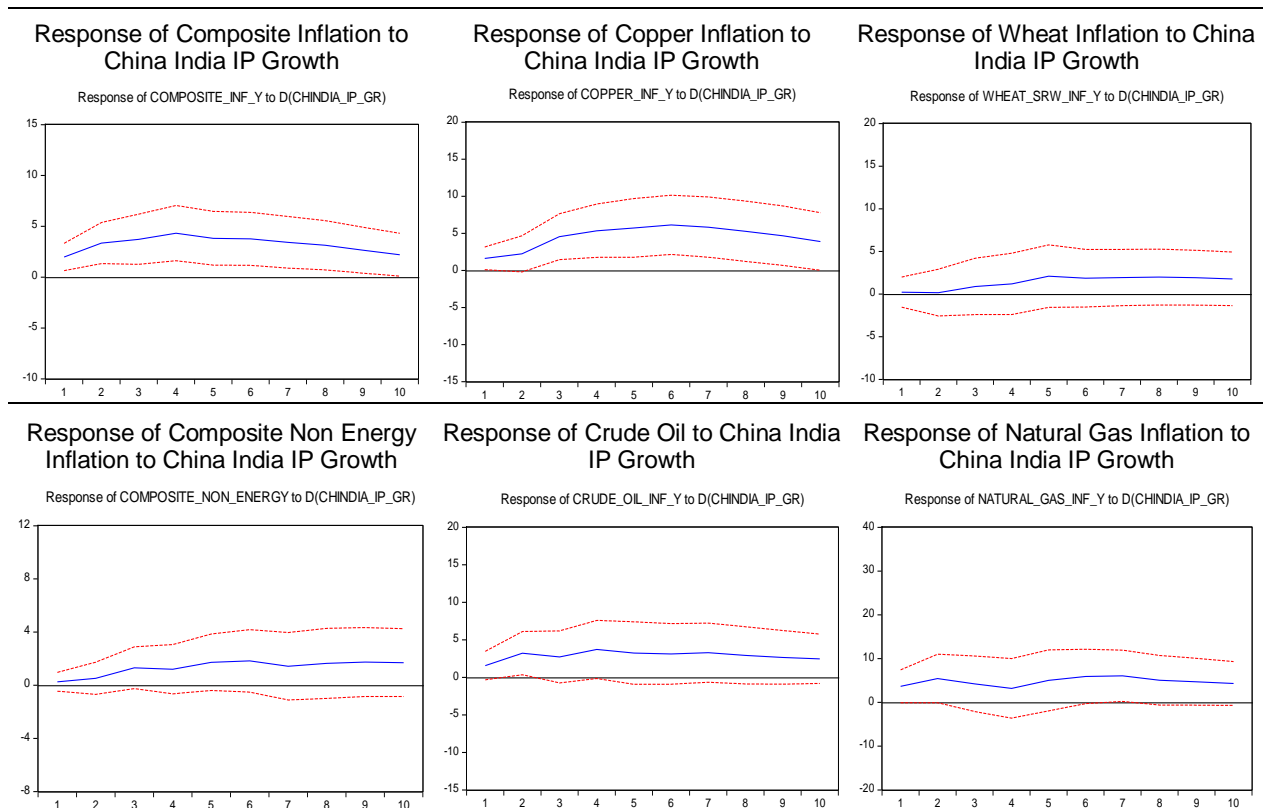 Response of Composite Inflation to
China India IP Growth
Response of COMPOSITE_INF_Y to D(CHINDIA_IP_GR)
15
10
5
0
-5
-10
1 2 3 4 5 6 7 8 9 10
Response of Copper Inflation to
China India IP Growth
Response of COPPER_INF_Y to D(CHINDIA_IP_GR)
20
15
10
5
0
-5
-10
-15
1 2 3 4 5 6 7 8 9 10
Response of Wheat Inflation to China
India IP Growth
Response of WHEAT_SRW_INF_Y to D(CHINDIA_IP_GR)
20
15
10
5
0
-5
-10
1 2 3 4 5 6 7 8 9 10
Response of Composite Non Energy
Inflation to China India IP Growth
Response of COMPOSITE_NON_ENERGY to D(CHINDIA_IP_GR)
12
8
4
0
-4
-8
1 2 3 4 5 6 7 8 9 10
Response of Crude Oil to China India
IP Growth
Response of CRUDE_OIL_INF_Y to D(CHINDIA_IP_GR)
20
15
10
5
0
-5
-10
-15
1 2 3 4 5 6 7 8 9 10
Response of Natural Gas Inflation to
China India IP Growth
Response of NATURAL_GAS_INF_Y to D(CHINDIA_IP_GR)
40
30
20
10
0
-10
-20
1 2 3 4 5 6 7 8 9 10